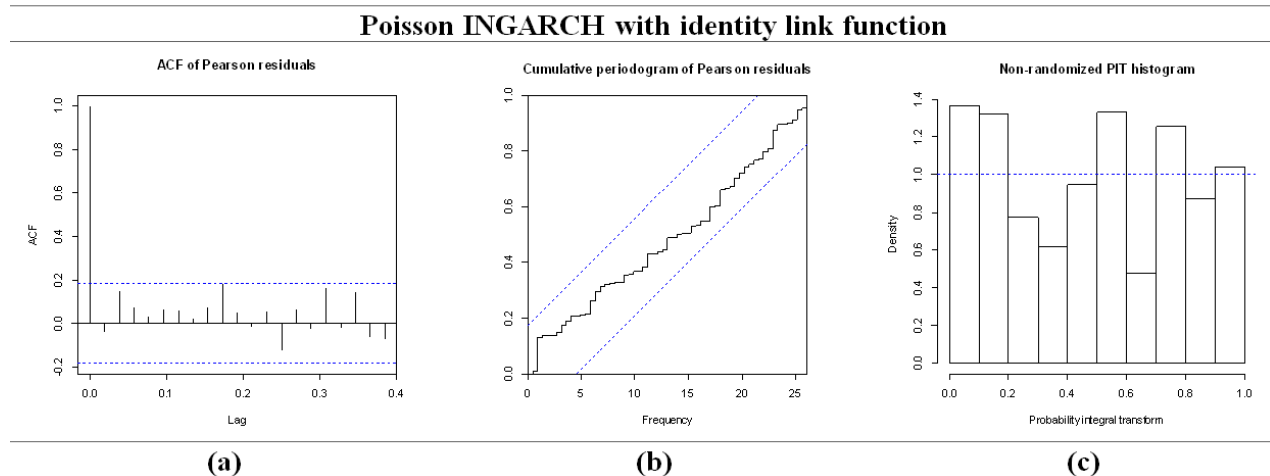 Poisson INGARCH with identity link function
ACF of Pearson residuals
ACF
1.0
0.8
0.6
0.4
0.2
0.0
-0.2
0.0 0.1 0.2 0.3 0.4
Lag
Cumulative periodogram of Pearson residuals
1.0
0.8
0.6
0.4
0.2
0.0
0 5 10 15 20 25
Frequency
Non-randomized PIT histogram
Density
1.4
1.2
1.0
0.8
0.6
0.4
0.2
0.0
0.0 0.2 0.4 0.6 0.8 1.0
Probability integral transform
(a) (b) (c)